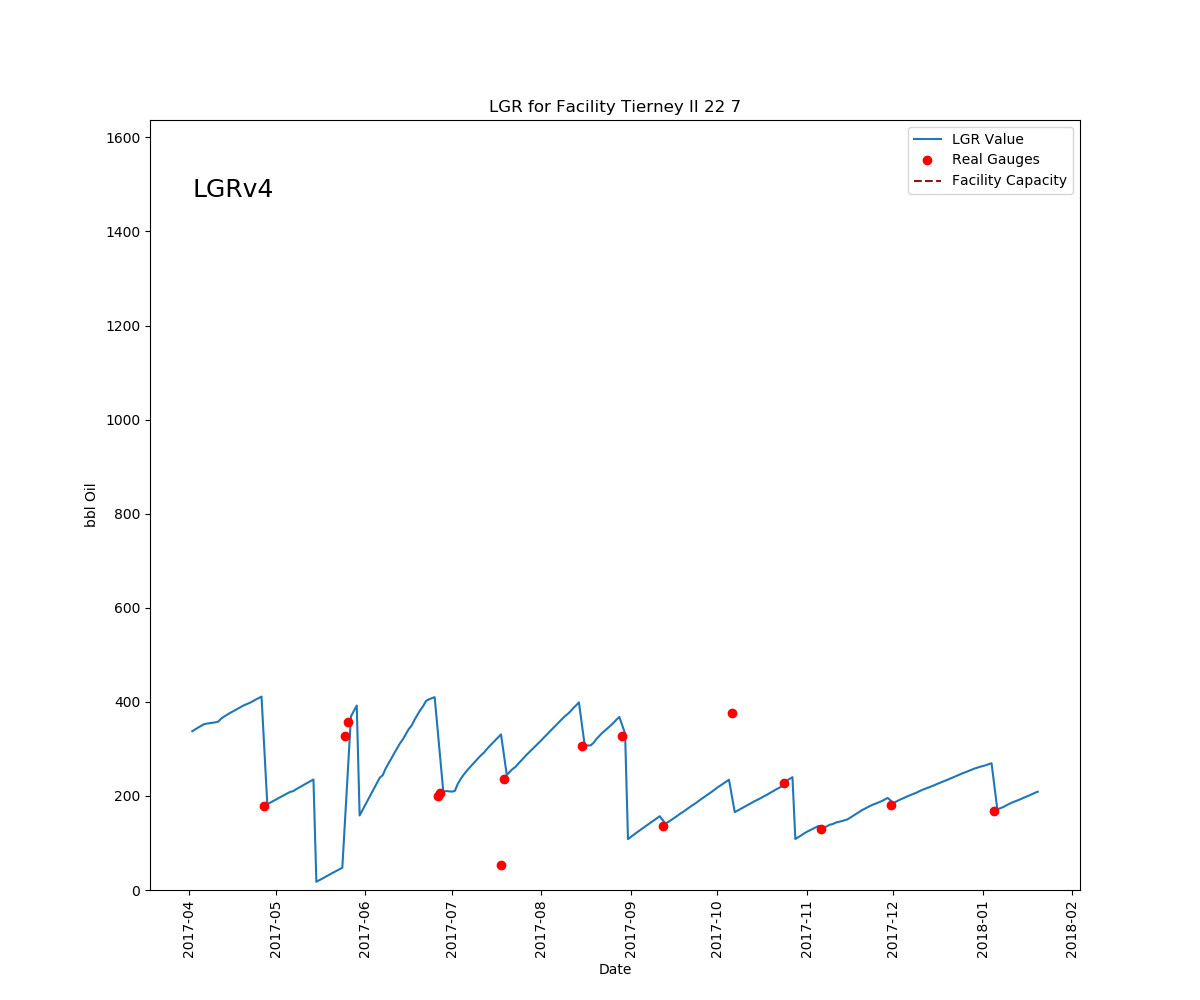 LGR for Facility Tierney II 22 7
LGRv4
LGR Value
Real Gauges
Facility Capacity
bbl Oil
1600
1400
1200
1000
800
600
400
200
0
2017-04
2017-05
2017-06
2017-07
2017-08
2017-09
2017-10
2017-11
2017-12
2018-01
2018-02
Date